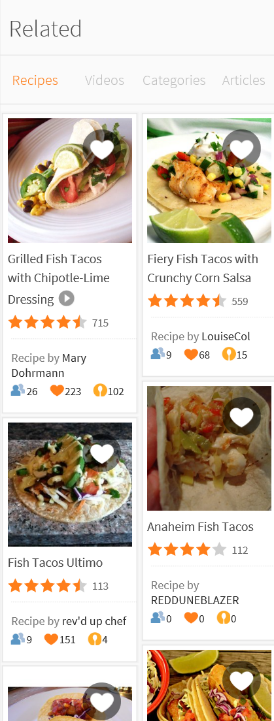 Related
Recipes Videos Categories Articles
Grilled Fish Tacos
with Chipotle-Lime
Dressing
715
Recipe by Mary
Dohrmann
26 223 102
Fiery Fish Tacos with
Crunchy Corn Salsa
559
Recipe by LouiseCol
9 68 15
Fish Tacos Ultimo
113
Recipe by rev'd up chef
9 151 4
Anaheim Fish Tacos
112
Recipe by
REDDUNEBLAZER
0 0 0